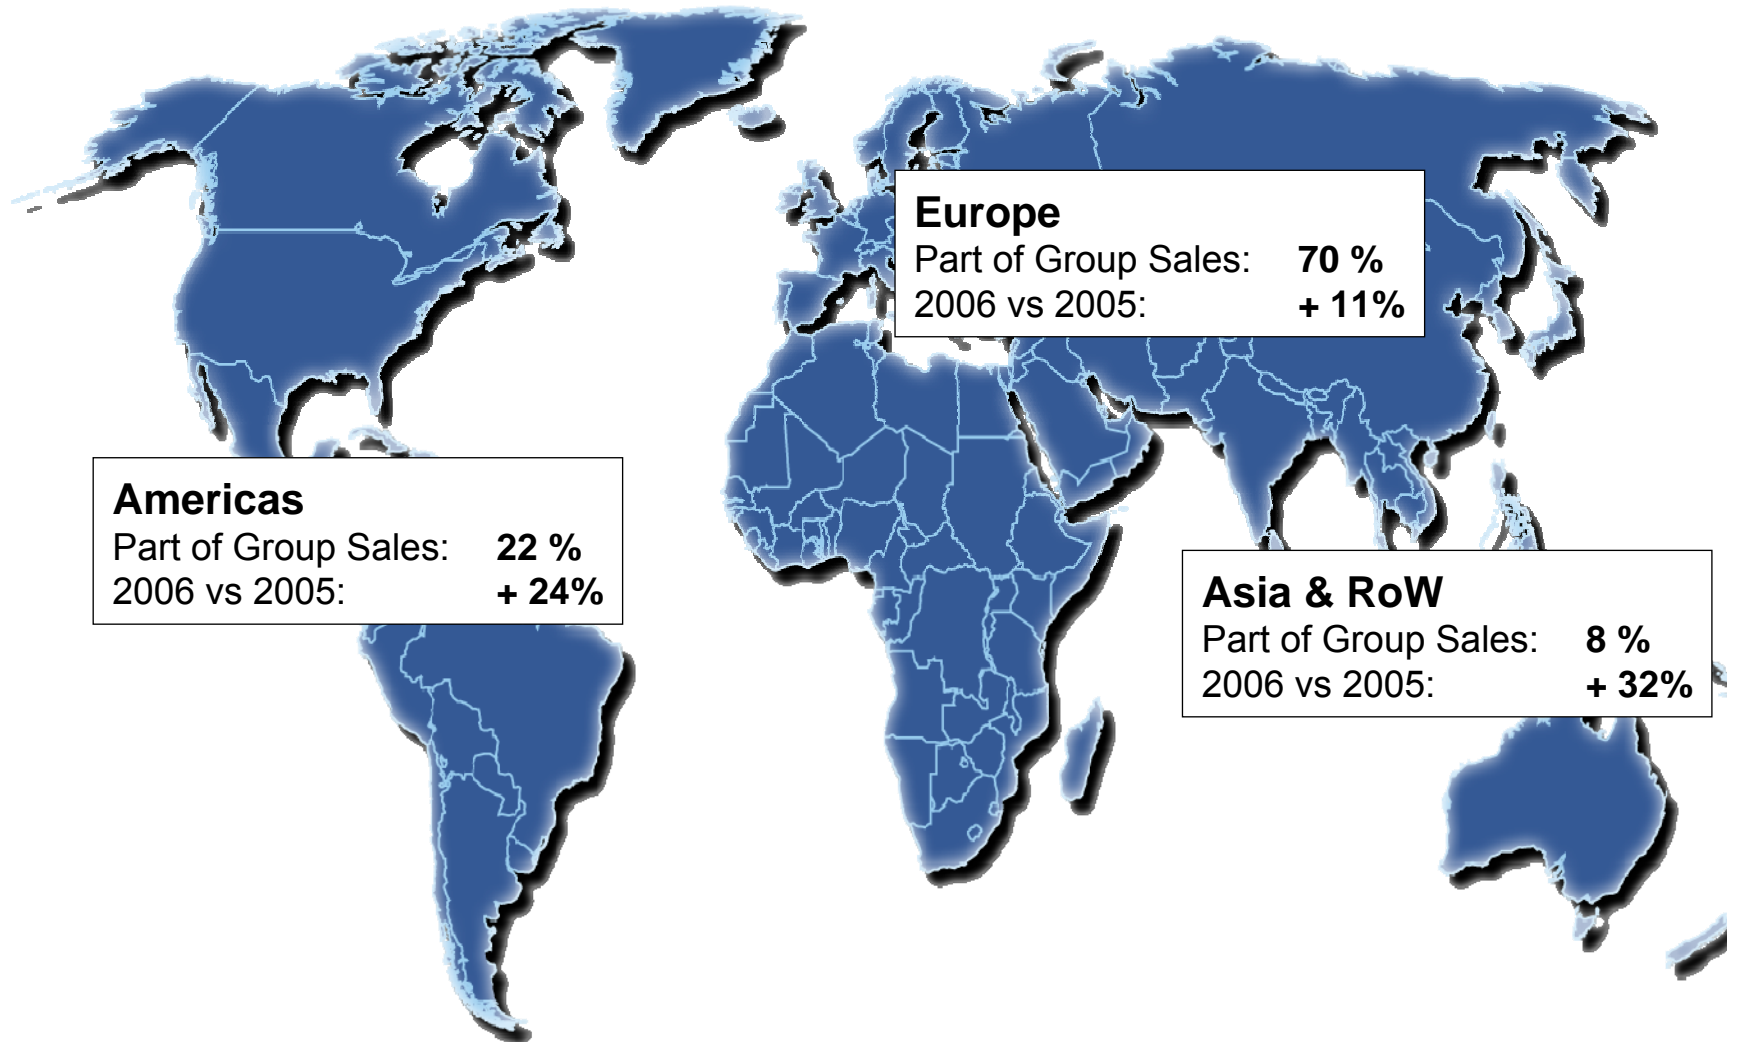 Europe
Part of Group Sales: 70 %
2006 vs 2005: + 11%
Americas
Part of Group Sales: 22 %
2006 vs 2005: + 24%
Asia & RoW
Part of Group Sales: 8 %
2006 vs 2005: + 32%